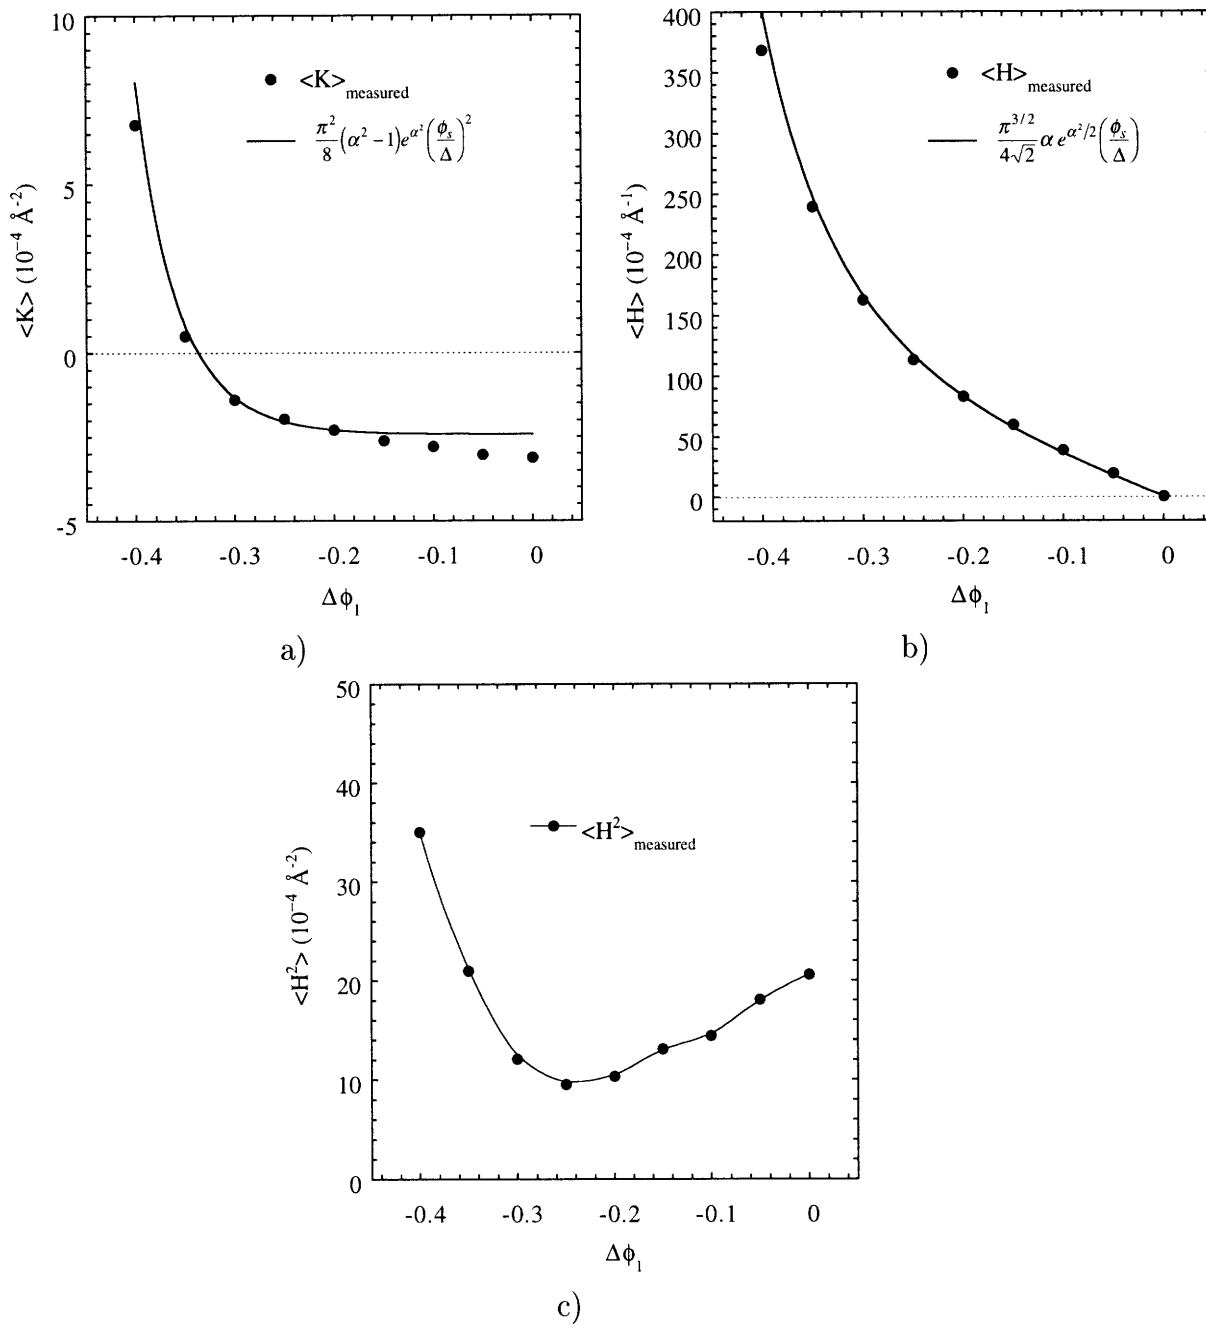 10
5
0
-5
<K> (10⁻⁴ Å⁻²)
<K>measured
π²/8 (α² − 1) e^α² (ϕs/Δ)²
-0.4 -0.3 -0.2 -0.1 0
Δϕ₁
a)
400
350
300
250
200
150
100
50
0
<H> (10⁻⁴ Å⁻¹)
<H>measured
π^3/2/4√2 α e^α²/2 (ϕs/Δ)
-0.4 -0.3 -0.2 -0.1 0
Δϕ₁
b)
50
40
30
20
10
0
<H²> (10⁻⁴ Å⁻²)
<H²>measured
-0.4 -0.3 -0.2 -0.1 0
Δϕ₁
c)